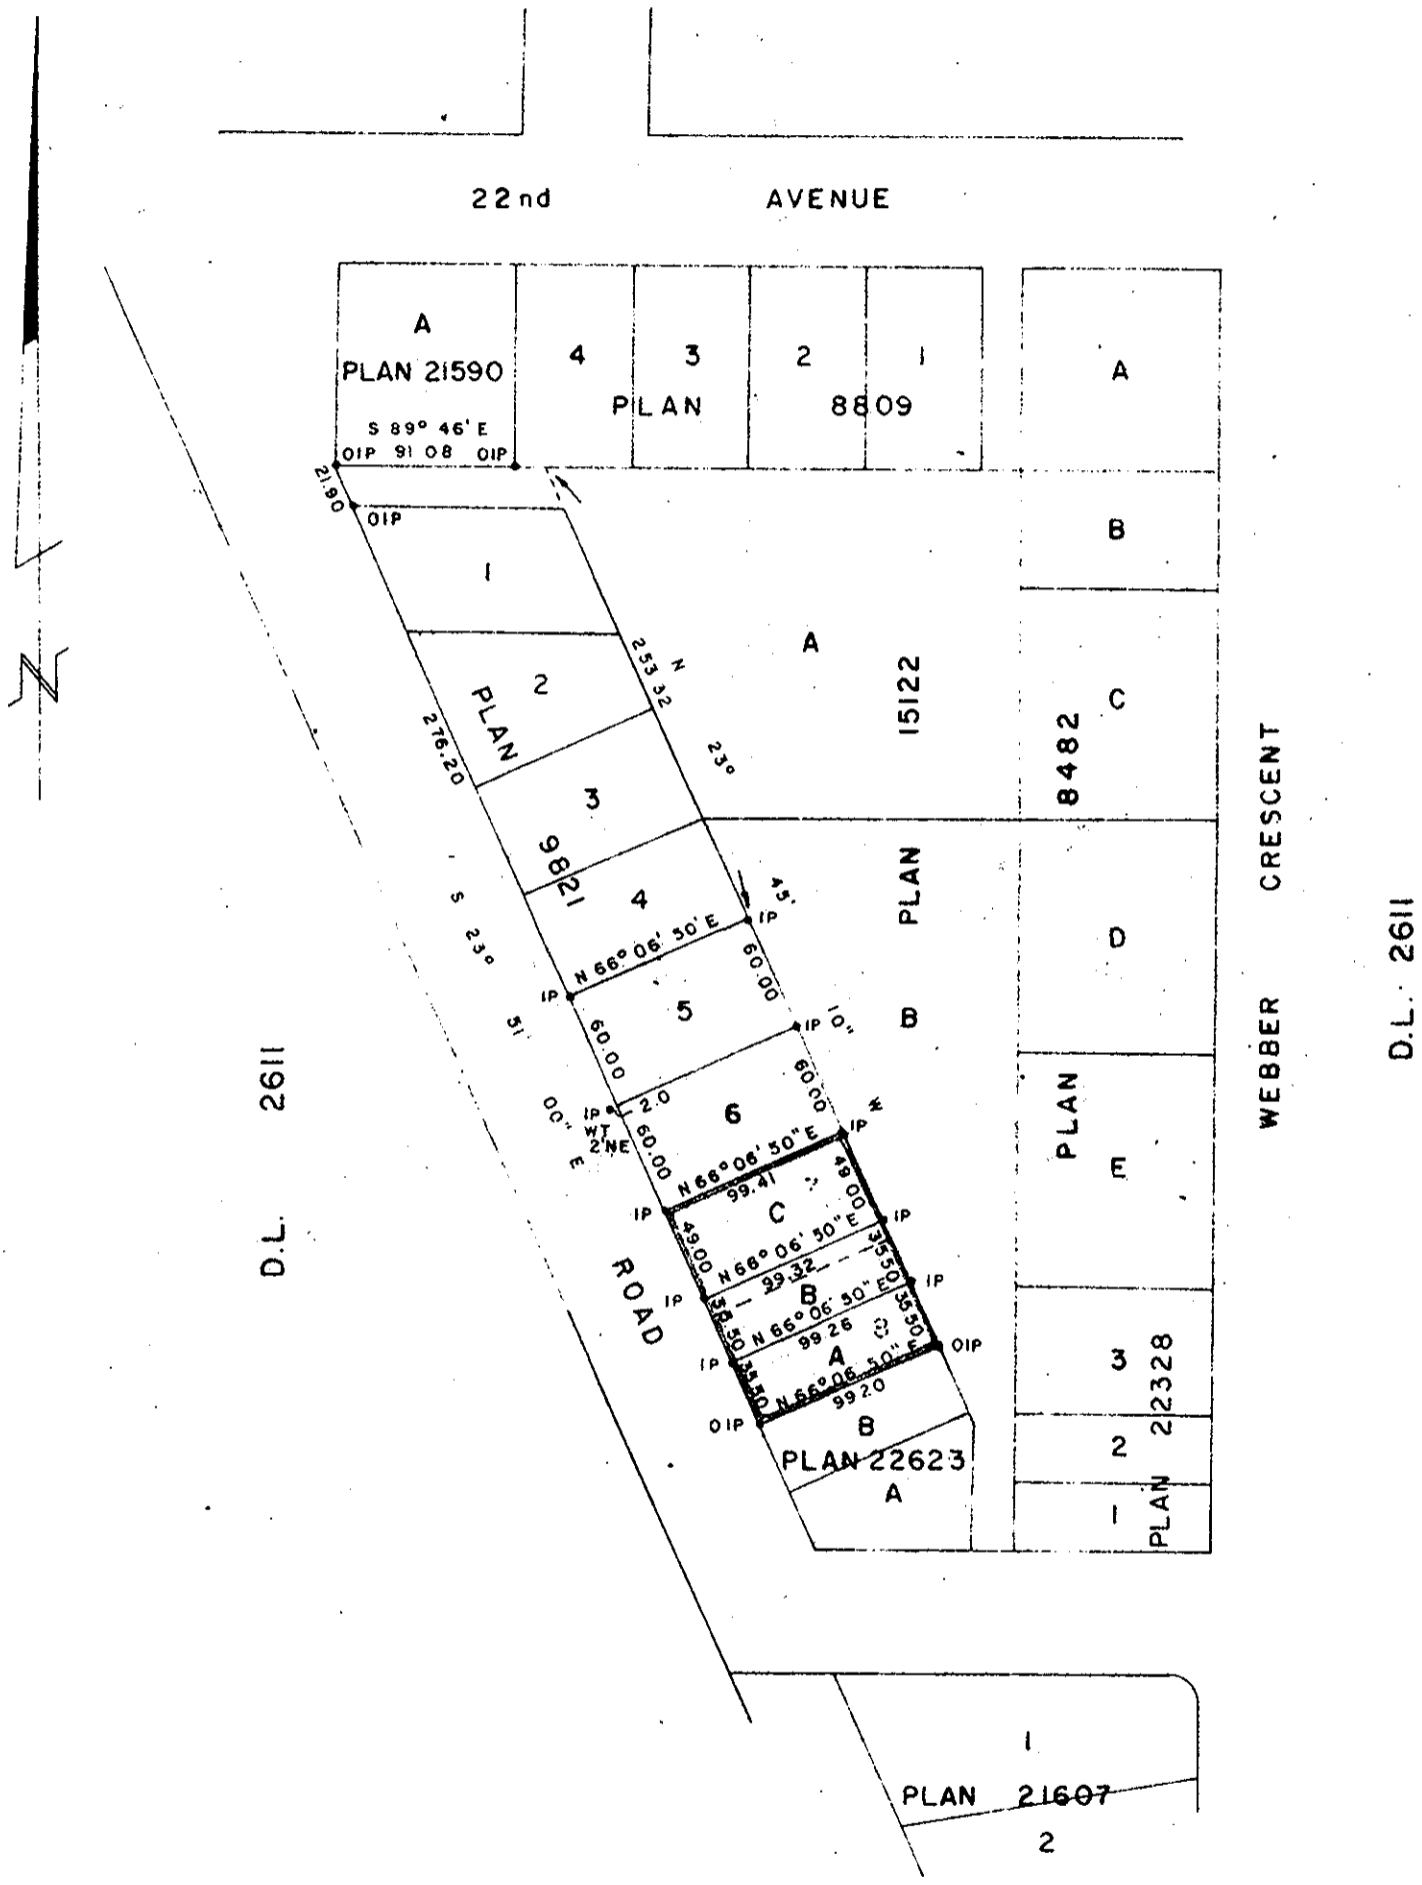 22nd AVENUE
A
PLAN 21590
4
3
2
1
PLAN 8809
A
S 89° 46' E
OIP 91 08 OIP
21.90
OIP
B
1
N
253 32
23°
45'
10"
W
A
15122
PLAN
B
2
PLAN
9821
276.20
3
4
S 23° 51' 00" E
N 66° 06' 50' E
IP
IP
5
60.00
60.00
IP
IP
WT
2'NE
2.0
6
60.00
60.00
N 66° 06' 50" E
99.41
IP
IP
C
49.00
49 00
N 66° 06' 50" E
99.32
IP
IP
B
35.50
35.50
N 66° 06' 50" E
99.26
IP
IP
A
35.50
35.50
N 66° 06' 50" E
99 20
OIP
OIP
B
PLAN 22623
A
ROAD
D.L. 2611
8482
PLAN
C
D
E
3
2
1
PLAN 22328
WEBBER CRESCENT
D.L. 2611
1
PLAN 21607
2